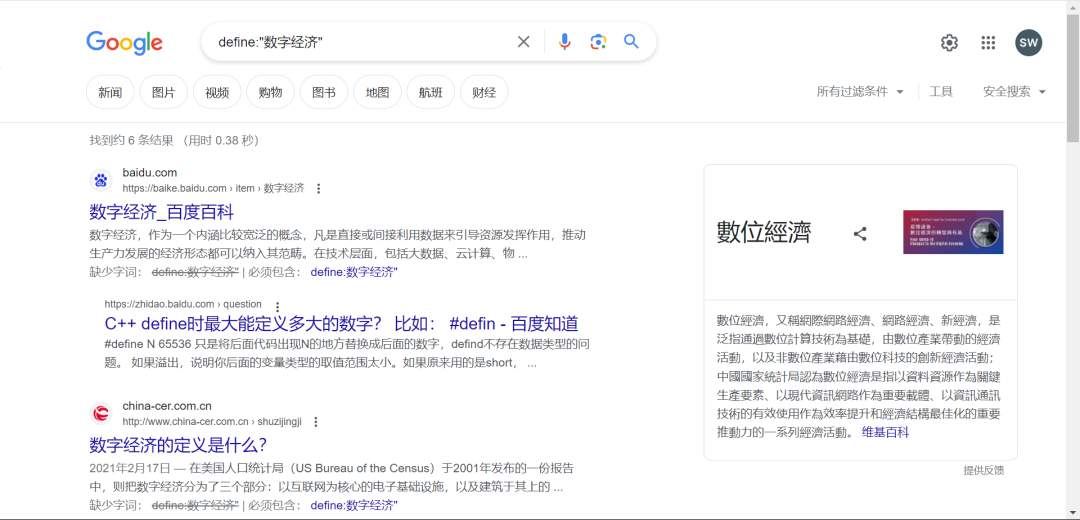 Google
define:"数字经济"
SW
新闻 图片 视频 购物 图书 地图 航班 财经
所有过滤条件 工具 安全搜索
找到约 6 条结果 （用时 0.38 秒）
baidu.com
https://baike.baidu.com › item › 数字经济
数字经济_百度百科
数字经济，作为一个内涵比较宽泛的概念，凡是直接或间接利用数据来引导资源发挥作用，推动
生产力发展的经济形态都可以纳入其范畴。在技术层面，包括大数据、云计算、物 ...
缺少字词： define:数字经济" | 必须包含： define:数字经济"
https://zhidao.baidu.com › question
C++ define时最大能定义多大的数字？ 比如： #defin - 百度知道
#define N 65536 只是将后面代码出现N的地方替换成后面的数字，defind不存在数据类型的问
题。 如果溢出，说明你后面的变量类型的取值范围太小。如果原来用的是short， ...
china-cer.com.cn
http://www.china-cer.com.cn › shuzijingji
数字经济的定义是什么？
2021年2月17日 — 在美国人口统计局（US Bureau of the Census）于2001年发布的一份报告
中，则把数字经济分为了三个部分：以互联网为核心的电子基础设施，以及建筑于其上的 ...
缺少字词： define:数字经济" | 必须包含： define:数字经济"
數位經濟
疫情過後，
數位經濟的轉變與佈局
Post COVID-19
Changes to the Digital Economy
數位經濟，又稱網際網路經濟、網路經濟、新經濟，是
泛指通過數位計算技術為基礎，由數位產業帶動的經濟
活動，以及非數位產業藉由數位科技的創新經濟活動；
中國國家統計局認為數位經濟是指以資料資源作為關鍵
生產要素、以現代資訊網路作為重要載體、以資訊通訊
技術的有效使用作為效率提升和經濟結構最佳化的重要
推動力的一系列經濟活動。 维基百科
提供反馈